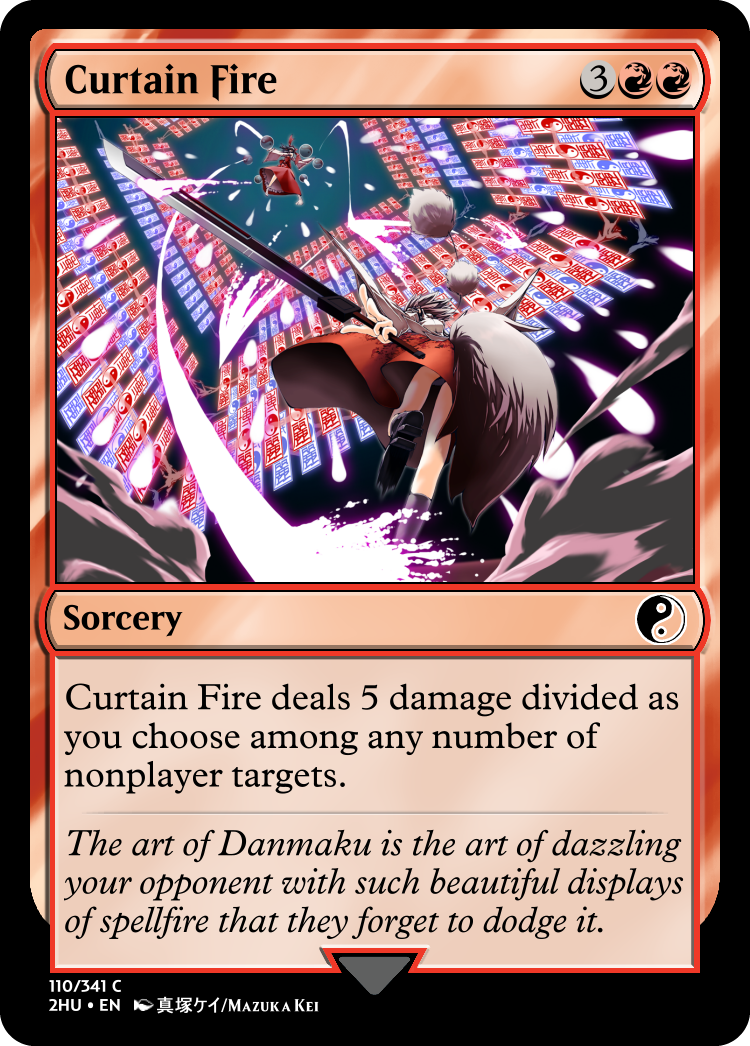 Curtain Fire
3
Sorcery
Curtain Fire deals 5 damage divided as
you choose among any number of
nonplayer targets.
The art of Danmaku is the art of dazzling
your opponent with such beautiful displays
of spellfire that they forget to dodge it.
110/341 C
2HU • EN 真塚ケイ/Mazuka Kei